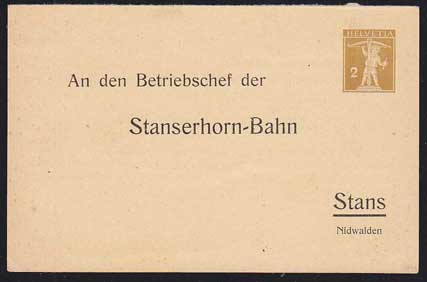 HELVETIA
2
An den Betriebschef der
Stanserhorn-Bahn
Stans
Nidwalden